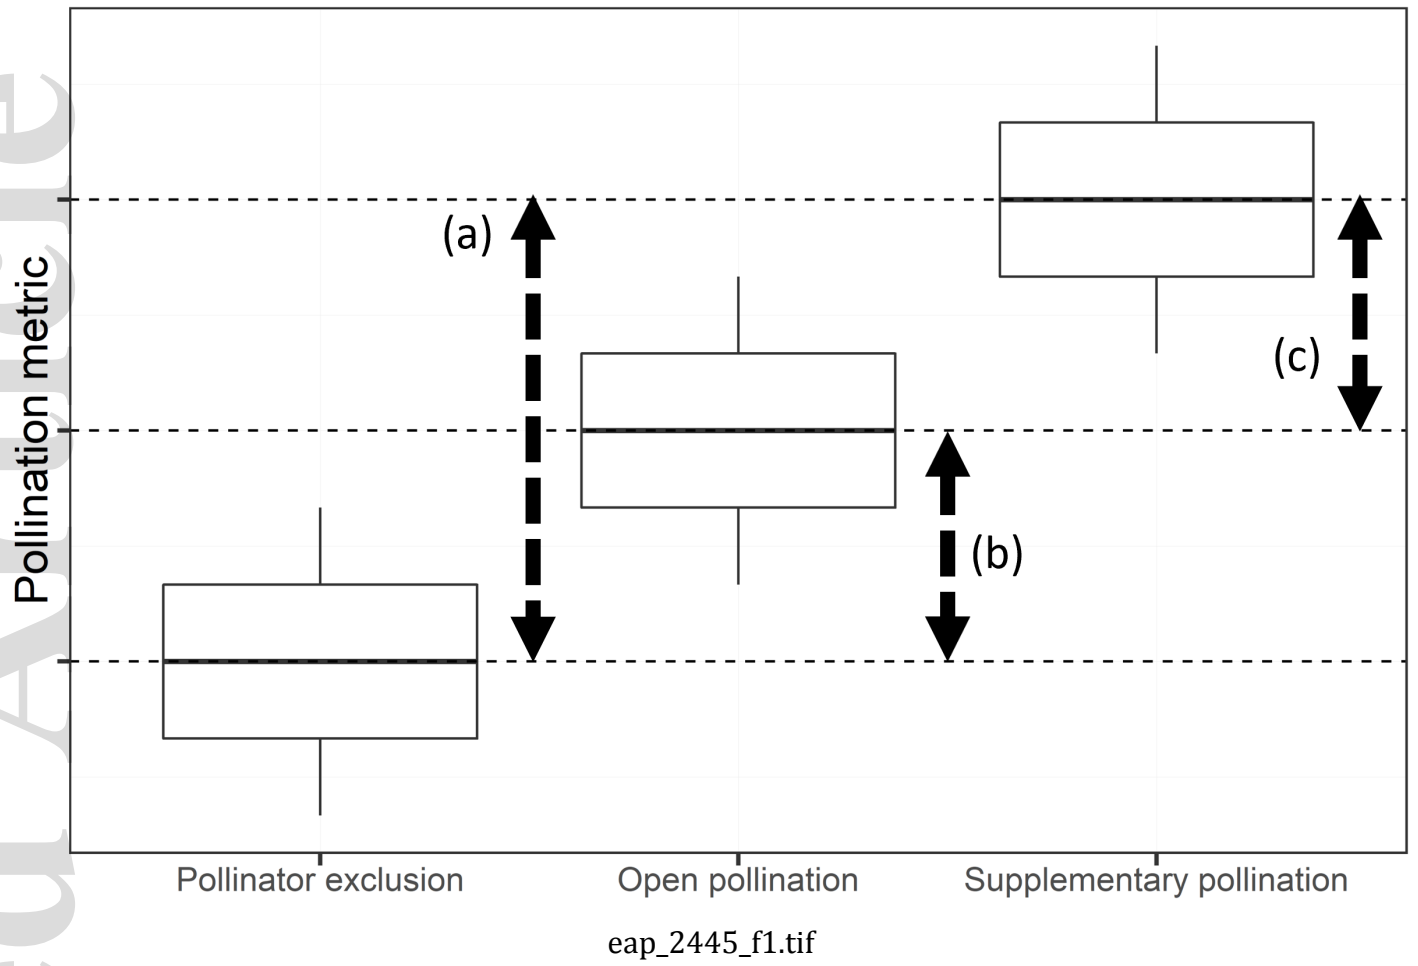 (a)
(c)
(b)
Pollination metric
Pollinator exclusion
Open pollination
Supplementary pollination
eap_2445_f1.tif